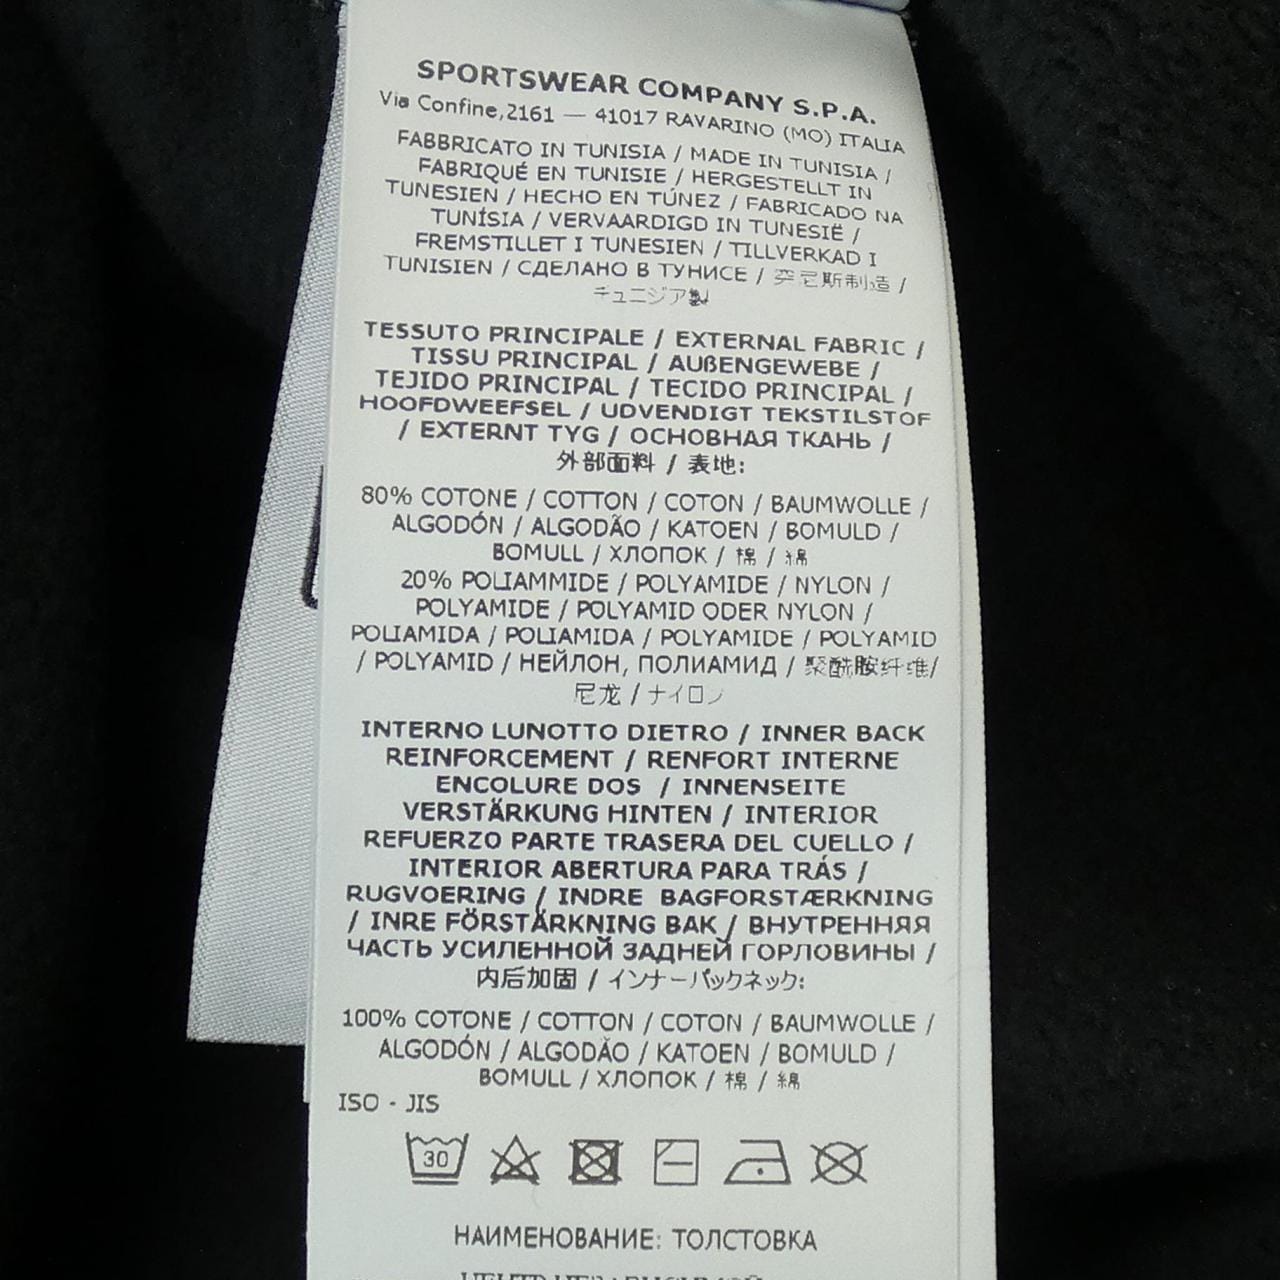 SPORTSWEAR COMPANY S.P.A.
Via Confine,2161 — 41017 RAVARINO (MO) ITALIA
FABBRICATO IN TUNISIA / MADE IN TUNISIA /
FABRIQUÉ EN TUNISIE / HERGESTELLT IN
TUNESIEN / HECHO EN TÚNEZ / FABRICADO NA
TUNÍSIA / VERVAARDIGD IN TUNESIË /
FREMSTILLET I TUNESIEN / TILLVERKAD I
TUNISIEN / СДЕЛАНО В ТУНИСЕ / 突尼斯制造 /
チュニジア製
TESSUTO PRINCIPALE / EXTERNAL FABRIC /
TISSU PRINCIPAL / AUßENGEWEBE /
TEJIDO PRINCIPAL / TECIDO PRINCIPAL /
HOOFDWEEFSEL / UDVENDIGT TEKSTILSTOF
/ EXTERNT TYG / ОСНОВНАЯ ТКАНЬ /
外部面料 / 表地:
80% COTONE / COTTON / COTON / BAUMWOLLE /
ALGODÓN / ALGODÃO / KATOEN / BOMULD /
BOMULL / ХЛОПОК / 棉 / 綿
20% POLIAMMIDE / POLYAMIDE / NYLON /
POLYAMIDE / POLYAMID ODER NYLON /
POLIAMIDA / POLIAMIDA / POLYAMIDE / POLYAMID
/ POLYAMID / НЕЙЛОН, ПОЛИАМИД / 聚酰胺纤维/
尼龙 / ナイロン
INTERNO LUNOTTO DIETRO / INNER BACK
REINFORCEMENT / RENFORT INTERNE
ENCOLURE DOS / INNENSEITE
VERSTÄRKUNG HINTEN / INTERIOR
REFUERZO PARTE TRASERA DEL CUELLO /
INTERIOR ABERTURA PARA TRÁS /
RUGVOERING / INDRE BAGFORSTÆRKNING
/ INRE FÖRSTÄRKNING BAK / ВНУТРЕННЯЯ
ЧАСТЬ УСИЛЕННОЙ ЗАДНЕЙ ГОРЛОВИНЫ /
内后加固 / インナーバックネック:
100% COTONE / COTTON / COTON / BAUMWOLLE /
ALGODÓN / ALGODÃO / KATOEN / BOMULD /
BOMULL / ХЛОПОК / 棉 / 綿
ISO - JIS
30
НАИМЕНОВАНИЕ: ТОЛСТОВКА